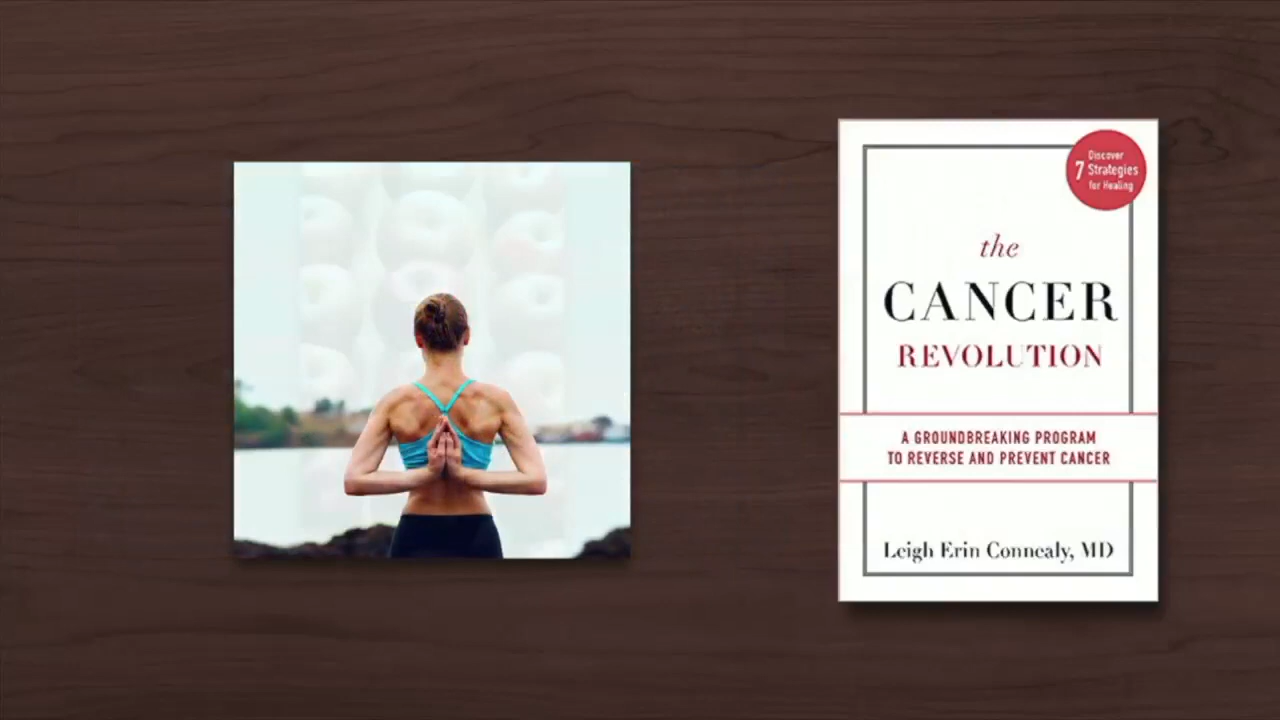 Discover
7 Strategies
for Healing
the
CANCER
REVOLUTION
A GROUNDBREAKING PROGRAM
TO REVERSE AND PREVENT CANCER
Leigh Erin Connealy, MD